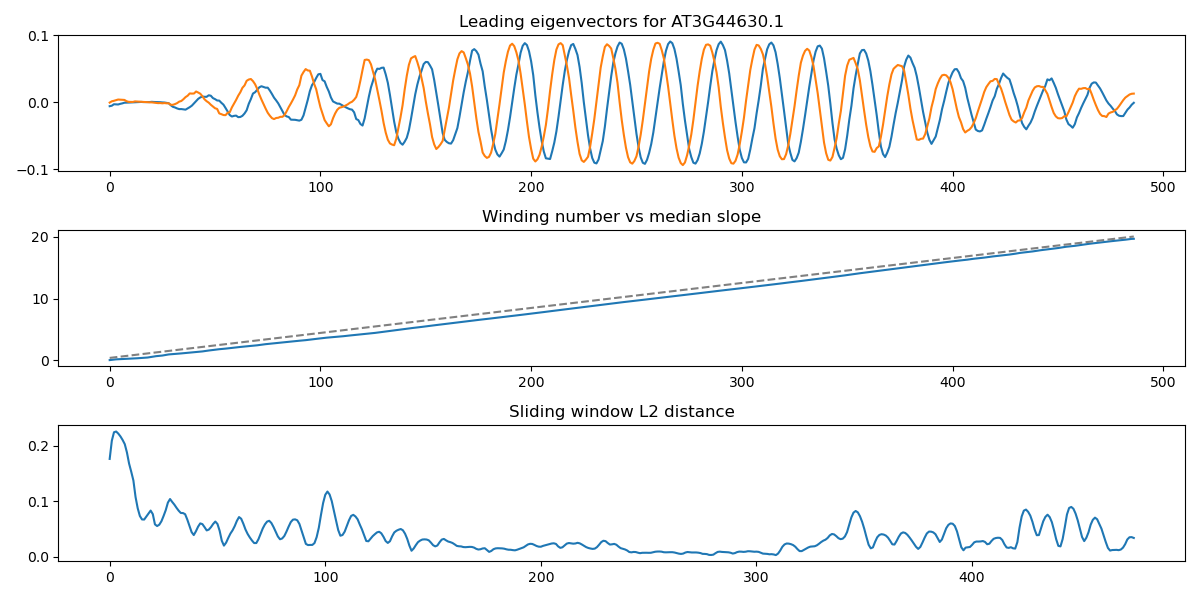 Leading eigenvectors for AT3G44630.1
0.1
0.0
−0.1
0 100 200 300 400 500
Winding number vs median slope
20
10
0
0 100 200 300 400 500
Sliding window L2 distance
0.2
0.1
0.0
0 100 200 300 400